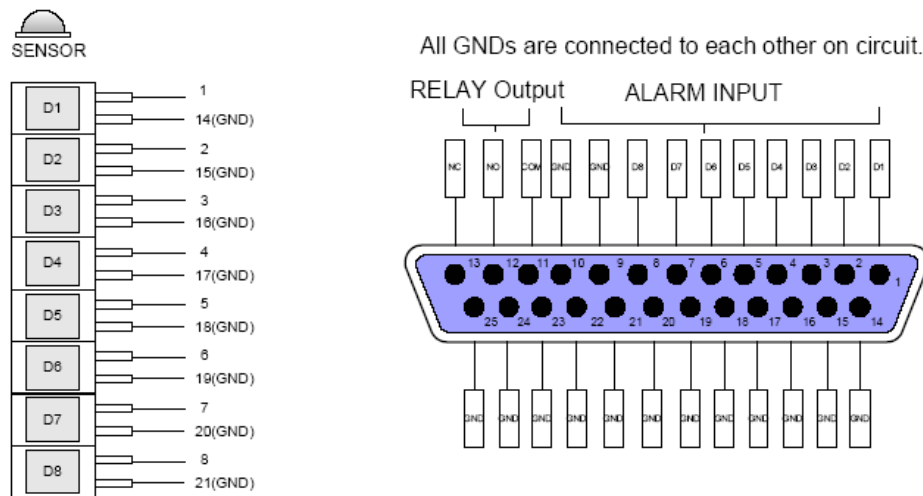 SENSOR
D1
1
14(GND)
D2
2
15(GND)
D3
3
16(GND)
D4
4
17(GND)
D5
5
18(GND)
D6
6
19(GND)
D7
7
20(GND)
D8
8
21(GND)
All GNDs are connected to each other on circuit.
RELAY Output ALARM INPUT
NC NO COM GND GND D8 D7 D6 D5 D4 D3 D2 D1
13 12 11 10 9 8 7 6 5 4 3 2 1
25 24 23 22 21 20 19 18 17 16 15 14
GND GND GND GND GND GND GND GND GND GND GND GND